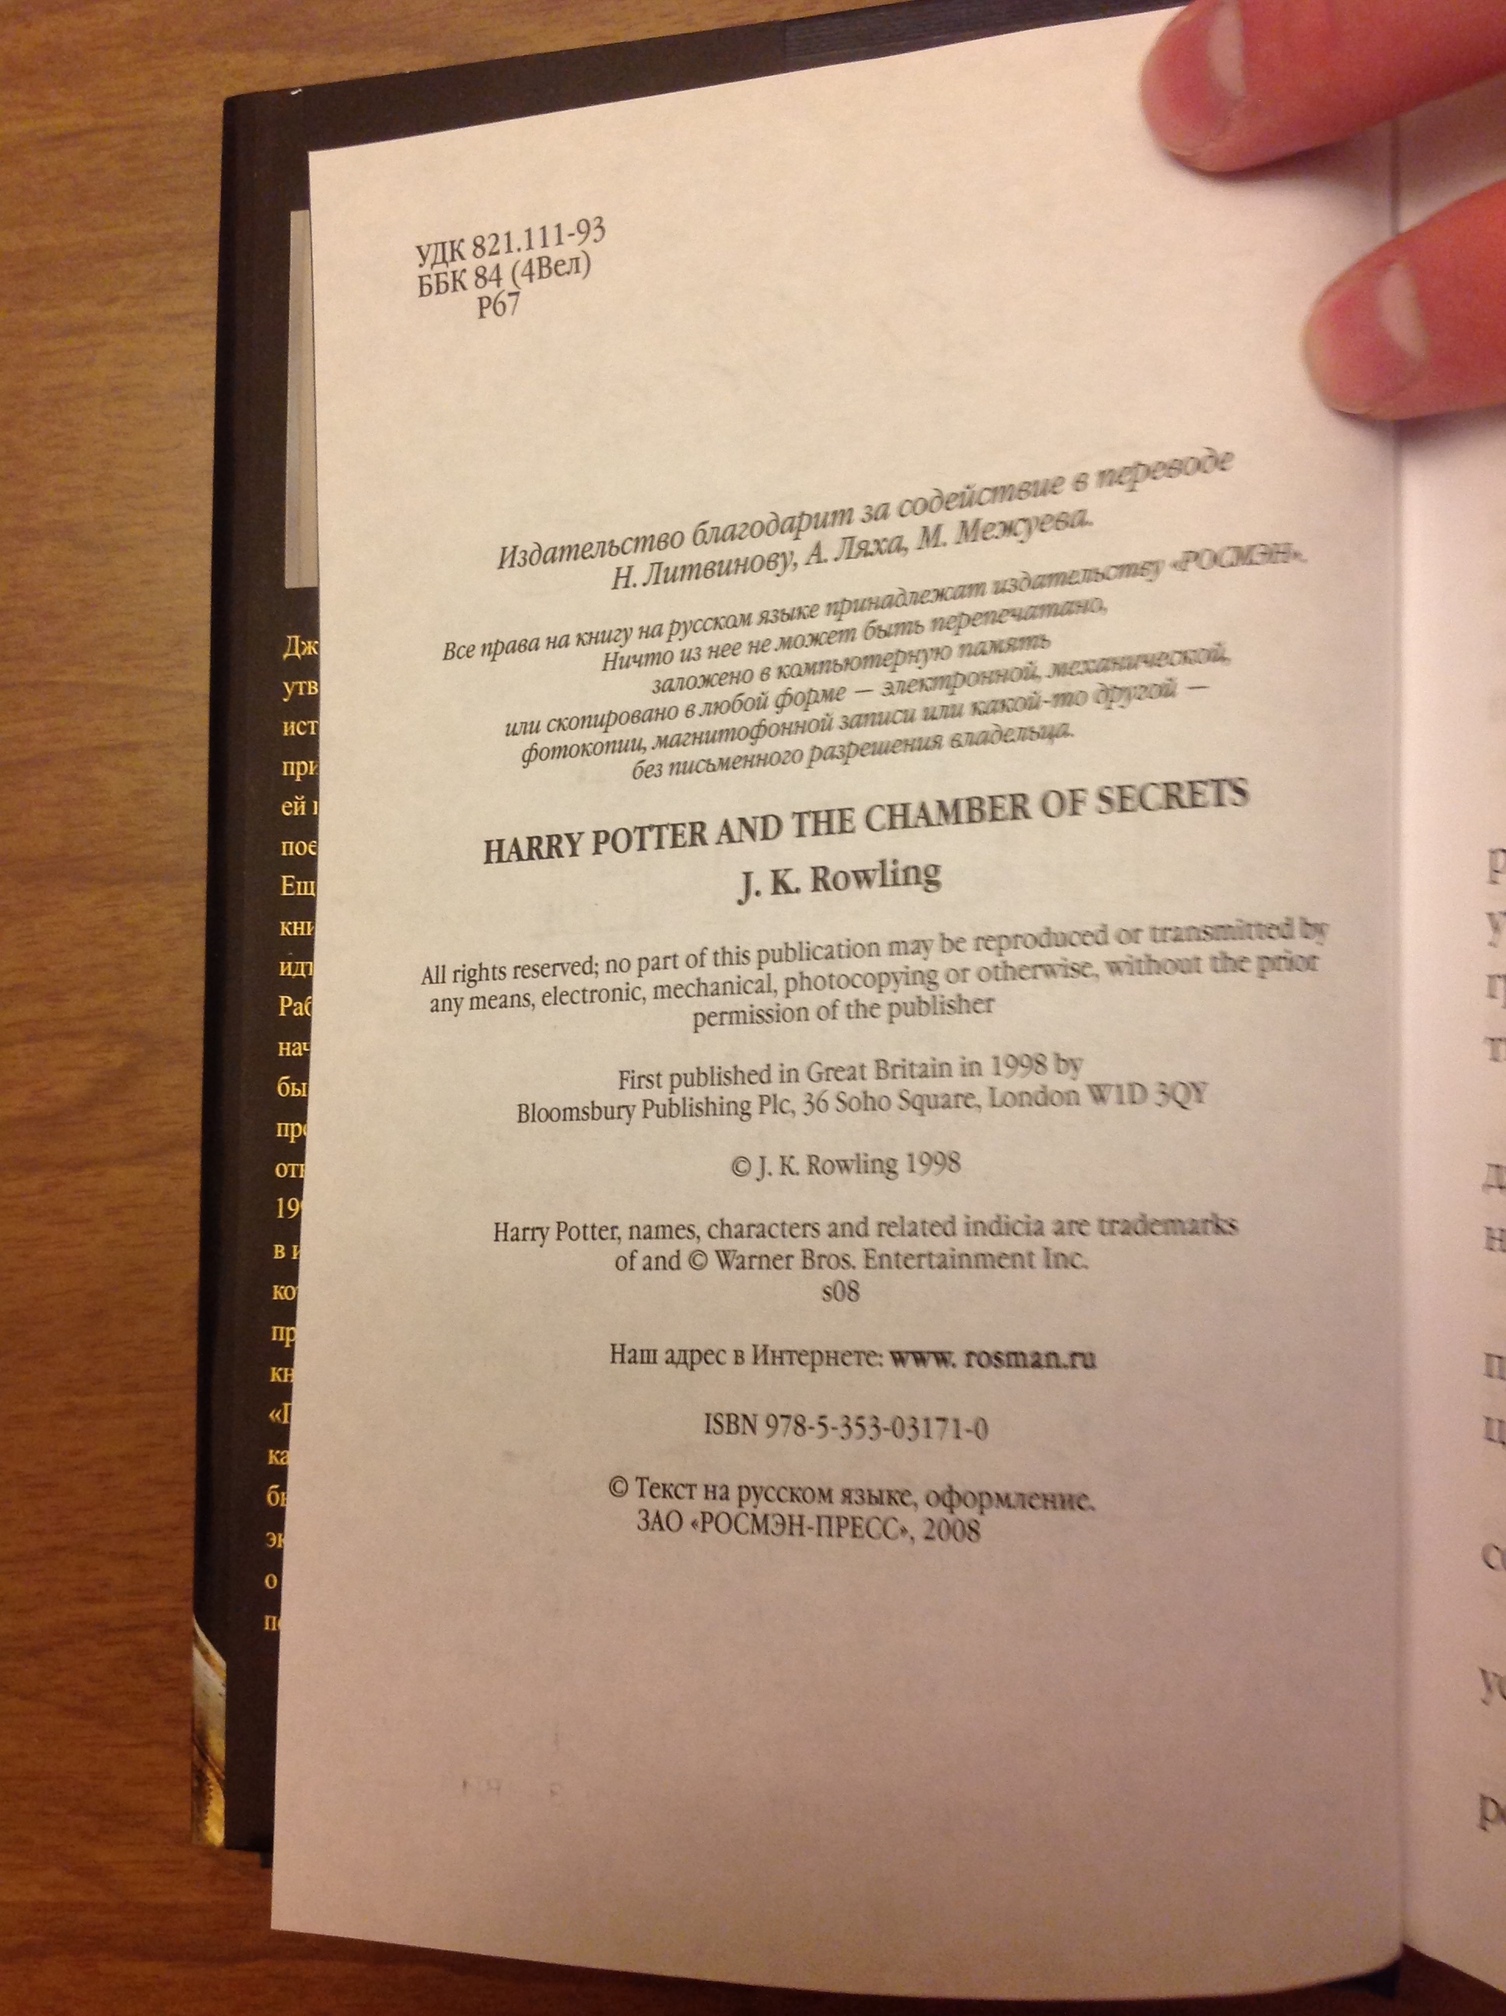 УДК 821.111-93
ББК 84 (4Вел)
Р67
Издательство благодарит за содействие в переводе
Н. Литвинову, А. Ляха, М. Межуева.
Все права на книгу на русском языке принадлежат издательству «РОСМЭН».
Ничто из нее не может быть перепечатано,
заложено в компьютерную память
или скопировано в любой форме — электронной, механической,
фотокопии, магнитофонной записи или какой-то другой —
без письменного разрешения владельца.
HARRY POTTER AND THE CHAMBER OF SECRETS
J. K. Rowling
All rights reserved; no part of this publication may be reproduced or transmitted by
any means, electronic, mechanical, photocopying or otherwise, without the prior
permission of the publisher
First published in Great Britain in 1998 by
Bloomsbury Publishing Plc, 36 Soho Square, London W1D 3QY
© J. K. Rowling 1998
Harry Potter, names, characters and related indicia are trademarks
of and © Warner Bros. Entertainment Inc.
s08
Наш адрес в Интернете: www. rosman.ru
ISBN 978-5-353-03171-0
© Текст на русском языке, оформление.
ЗАО «РОСМЭН-ПРЕСС», 2008